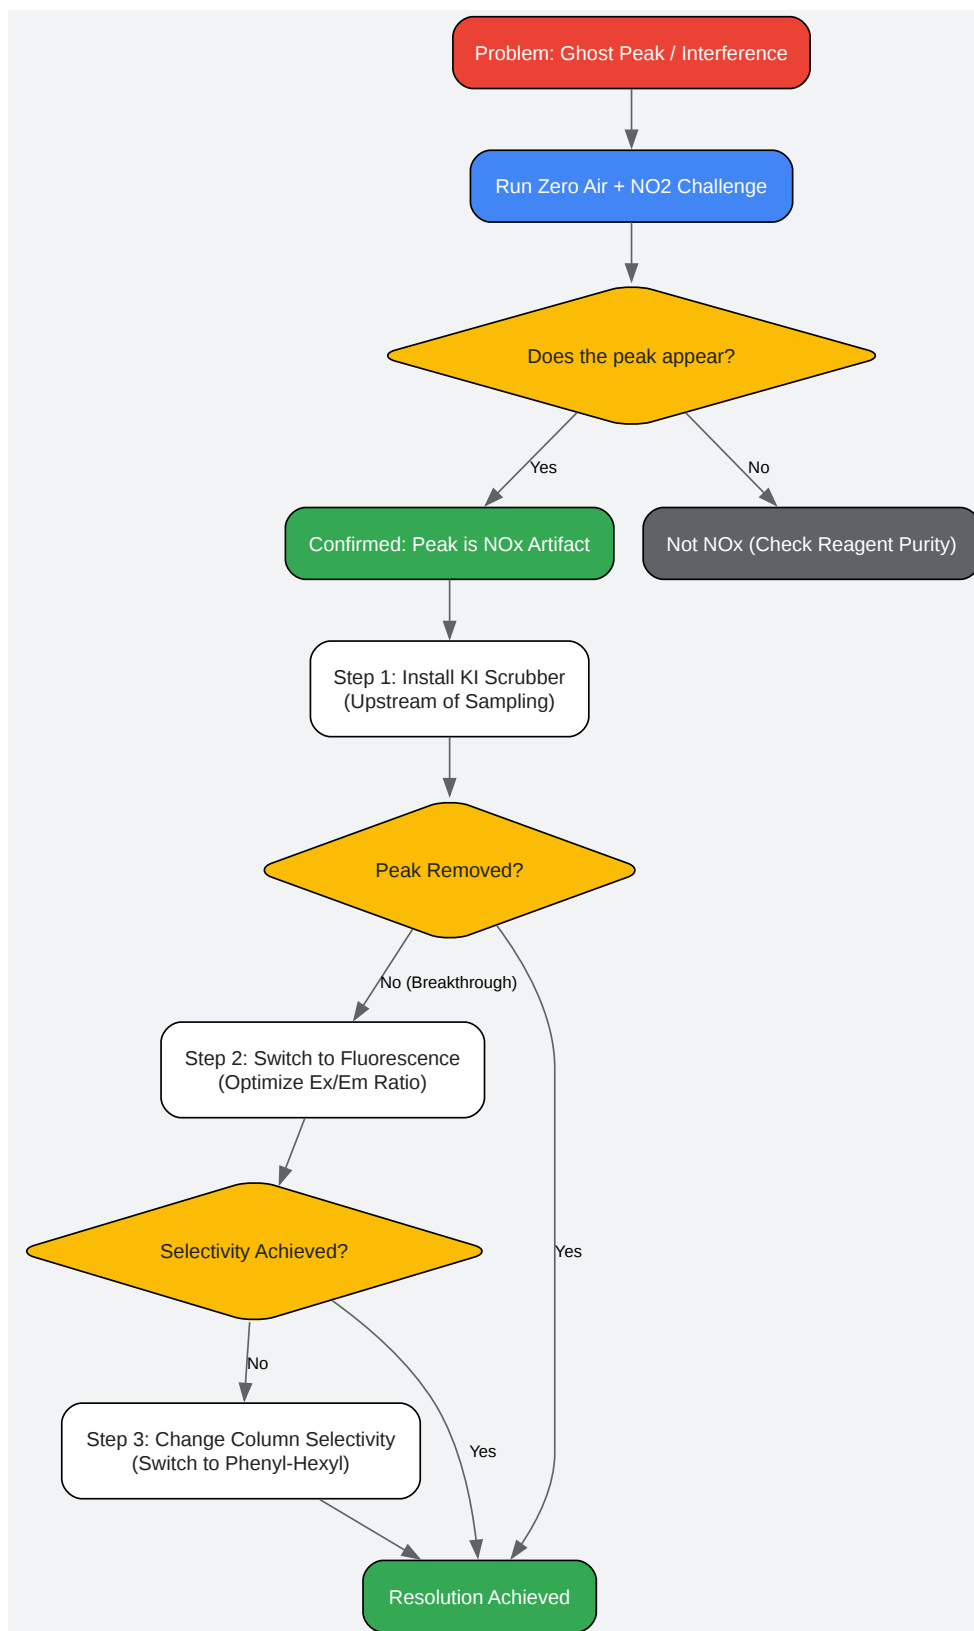 Problem: Ghost Peak / Interference
Run Zero Air + NO2 Challenge
Does the peak appear?
Yes
No
Confirmed: Peak is NOx Artifact
Not NOx (Check Reagent Purity)
Step 1: Install KI Scrubber
(Upstream of Sampling)
Peak Removed?
No (Breakthrough)
Step 2: Switch to Fluorescence
(Optimize Ex/Em Ratio)
Selectivity Achieved?
Yes
No
Step 3: Change Column Selectivity
(Switch to Phenyl-Hexyl)
Yes
Resolution Achieved